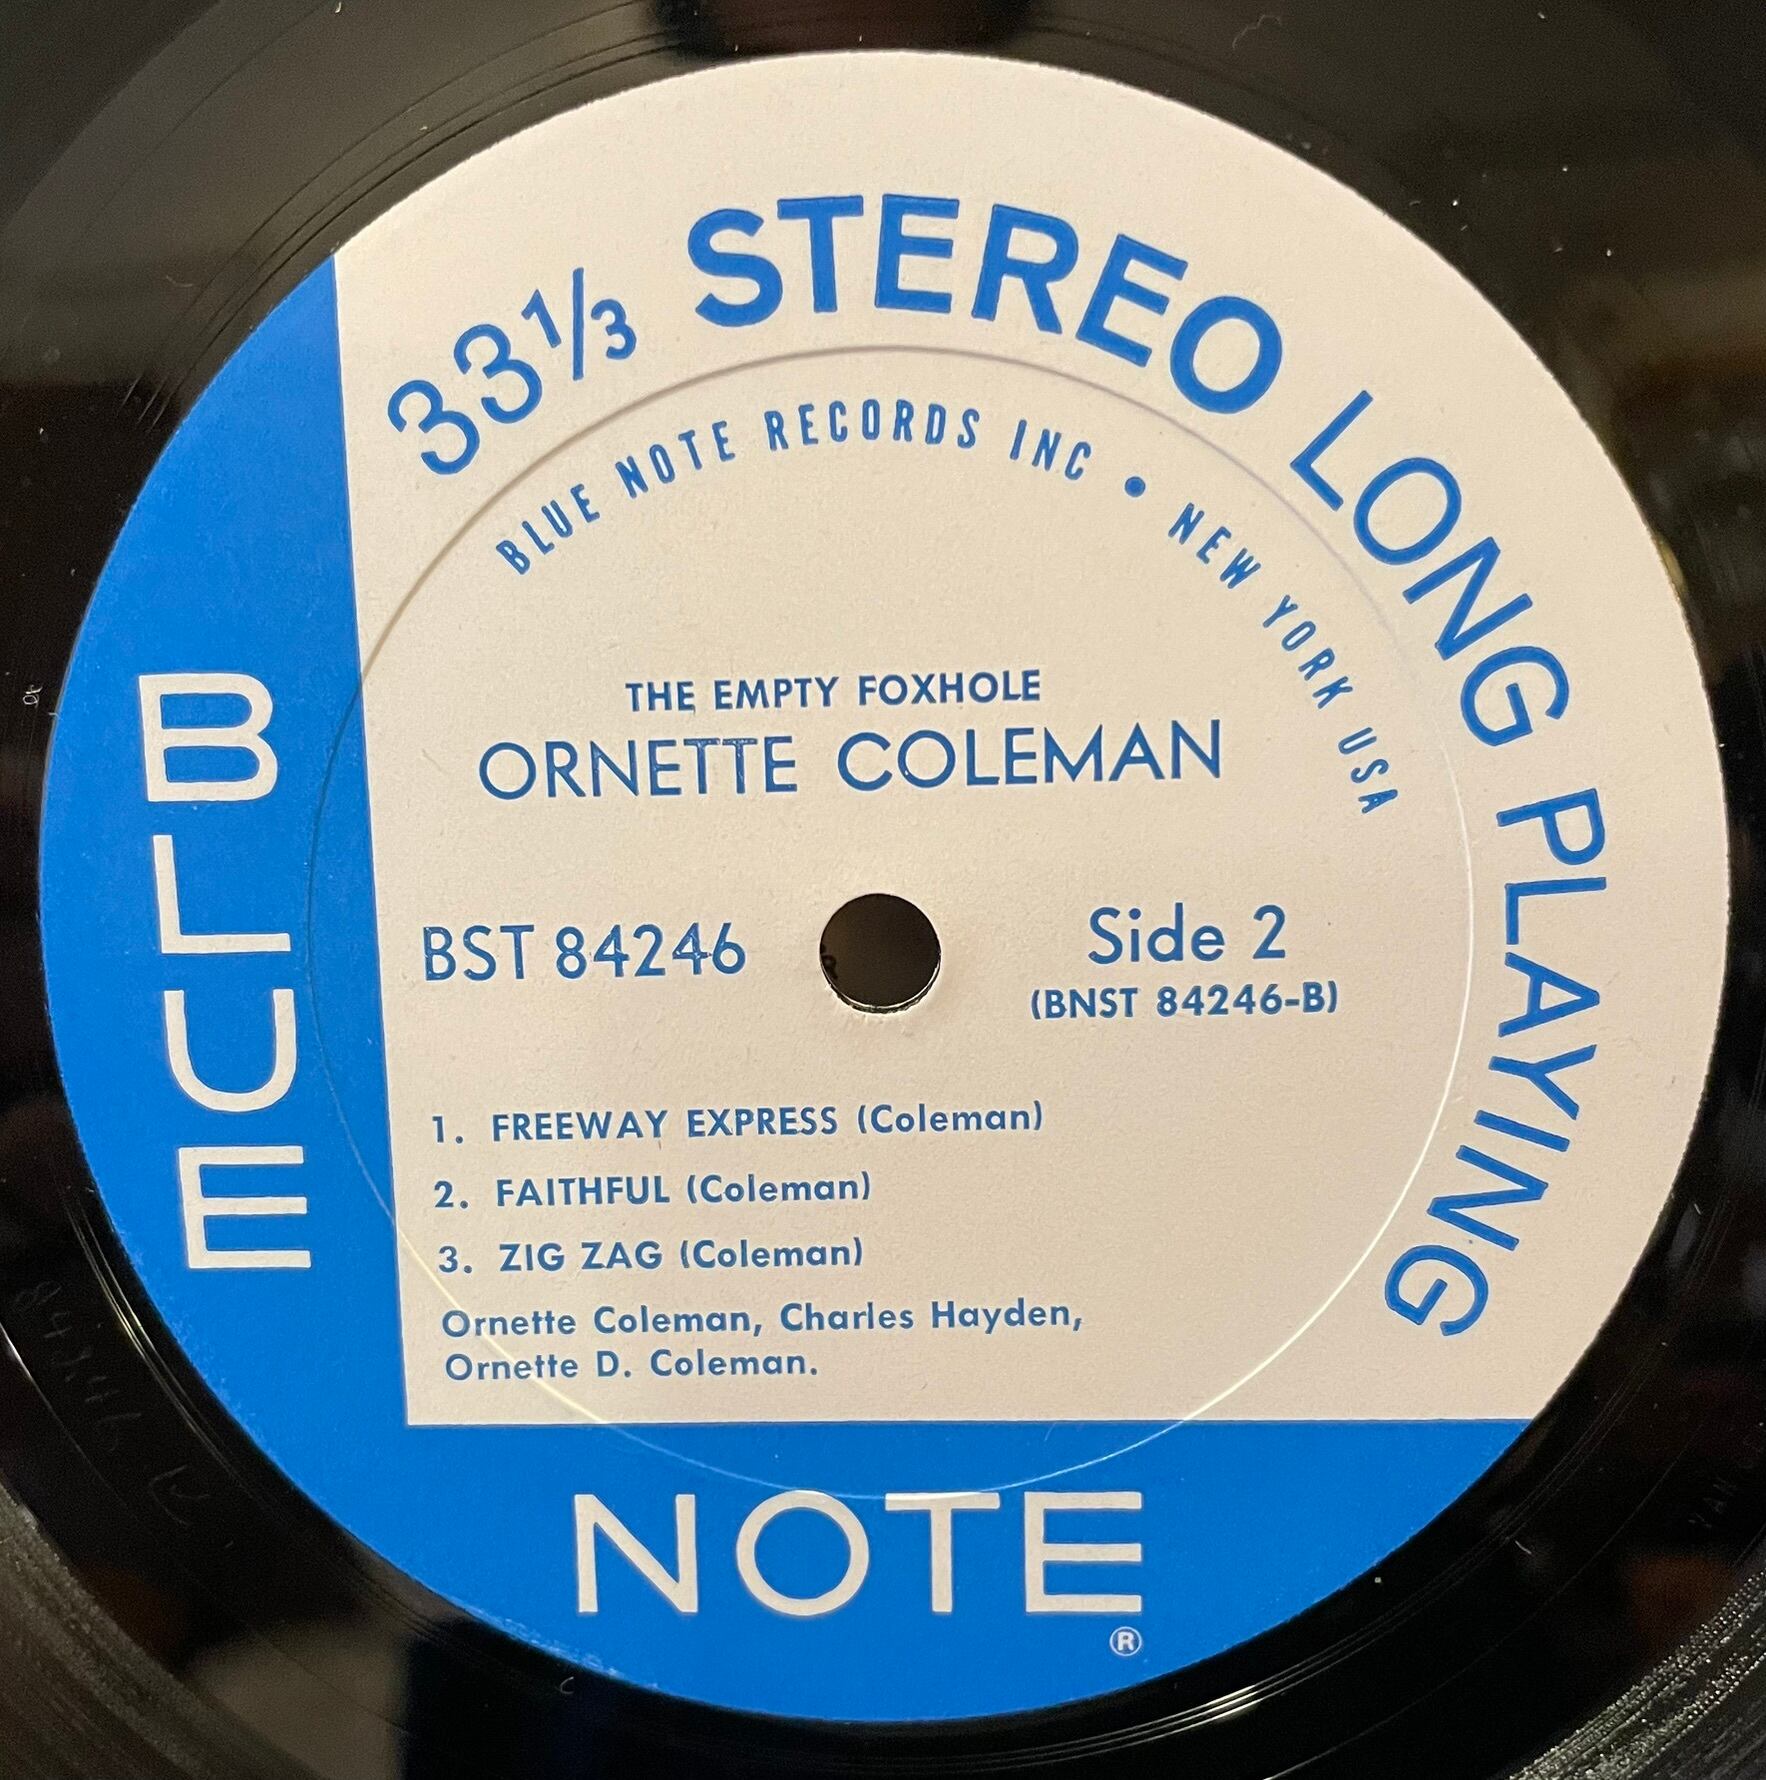 33⅓ STEREO LONG PLAYING
BLUE NOTE RECORDS INC • NEW YORK USA
THE EMPTY FOXHOLE
ORNETTE COLEMAN
BST 84246
Side 2
(BNST 84246-B)
1. FREEWAY EXPRESS (Coleman)
2. FAITHFUL (Coleman)
3. ZIG ZAG (Coleman)
Ornette Coleman, Charles Hayden,
Ornette D. Coleman.
BLUE
NOTE
®
VAN